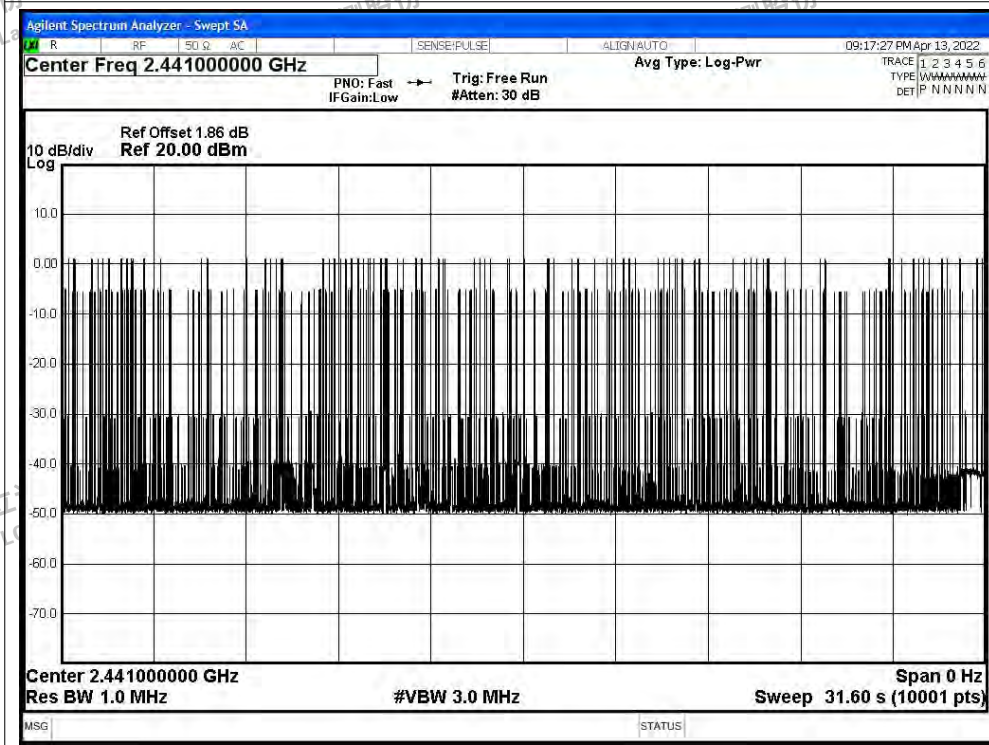 股份
Agilent Spectrum Analyzer - Swept SA
R RF 50 Ω AC SENSE:PULSE ALIGN AUTO 09:17:27 PM Apr 13, 2022
Center Freq 2.441000000 GHz
PNO: Fast
IFGain:Low
Trig: Free Run
#Atten: 30 dB
Avg Type: Log-Pwr
TRACE 1 2 3 4 5 6
TYPE
DET P N N N N N
Ref Offset 1.86 dB
10 dB/div Ref 20.00 dBm
Log
10.0
0.00
-10.0
-20.0
-30.0
-40.0
-50.0
-60.0
-70.0
Center 2.441000000 GHz Span 0 Hz
Res BW 1.0 MHz #VBW 3.0 MHz Sweep 31.60 s (10001 pts)
MSG STATUS